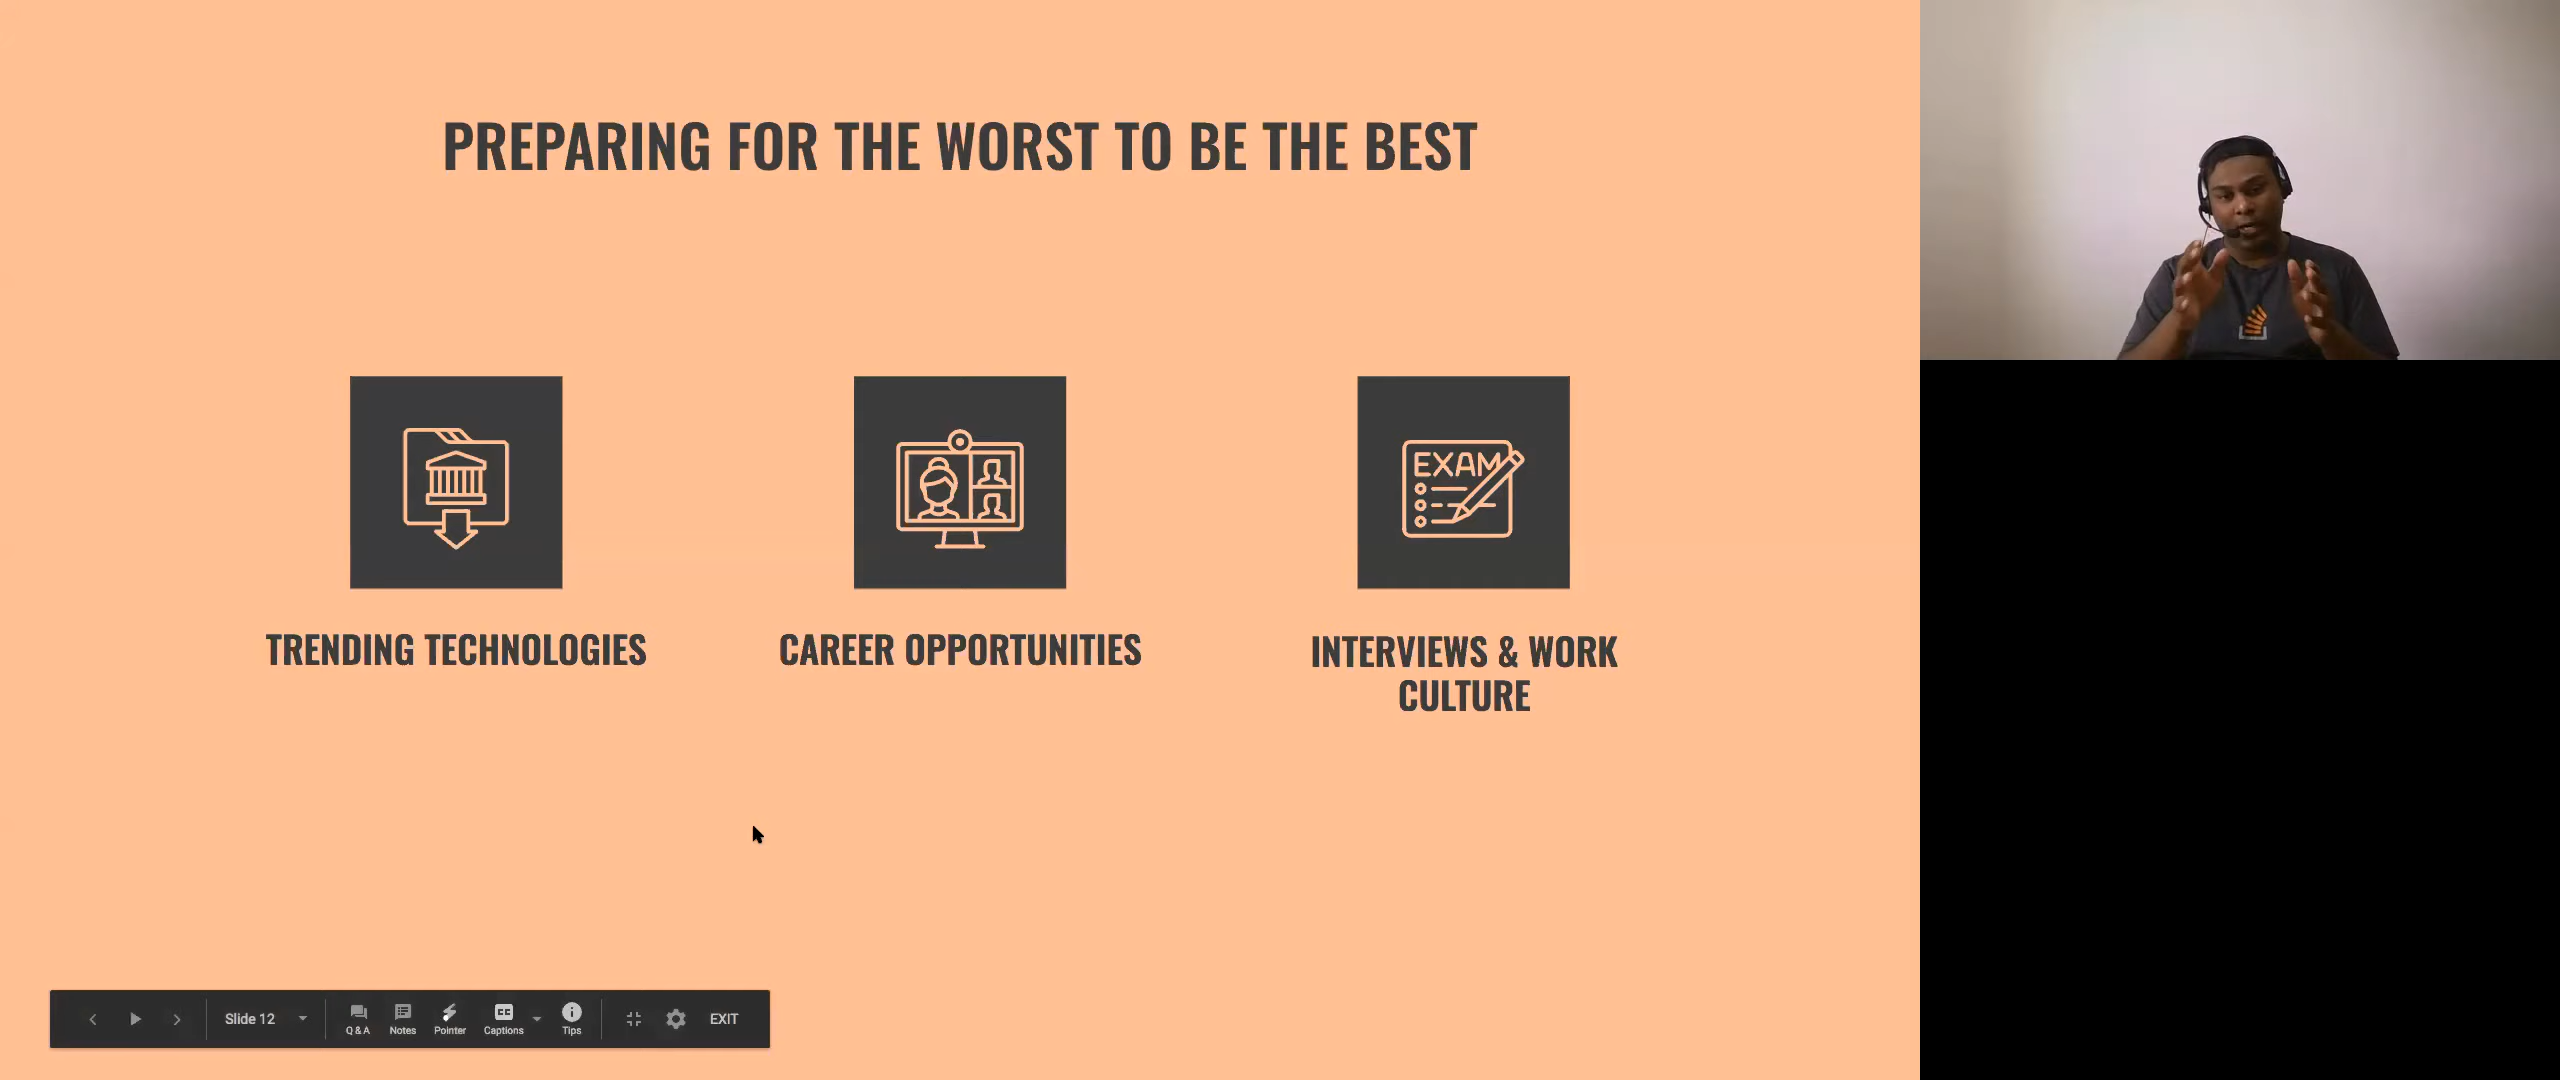 PREPARING FOR THE WORST TO BE THE BEST
EXAM
TRENDING TECHNOLOGIES
CAREER OPPORTUNITIES
INTERVIEWS & WORK
CULTURE
Slide 12
Q & A
Notes
Pointer
CC
Captions
Tips
EXIT